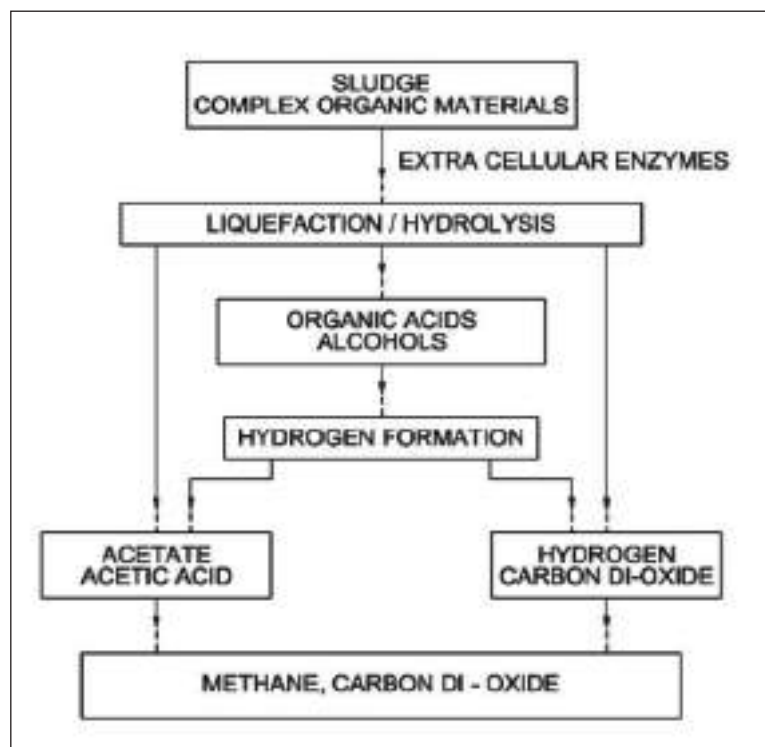 SLUDGE
COMPLEX ORGANIC MATERIALS
EXTRA CELLULAR ENZYMES
LIQUEFACTION / HYDROLYSIS
ORGANIC ACIDS
ALCOHOLS
HYDROGEN FORMATION
ACETATE
ACETIC ACID
HYDROGEN
CARBON DI-OXIDE
METHANE, CARBON DI - OXIDE